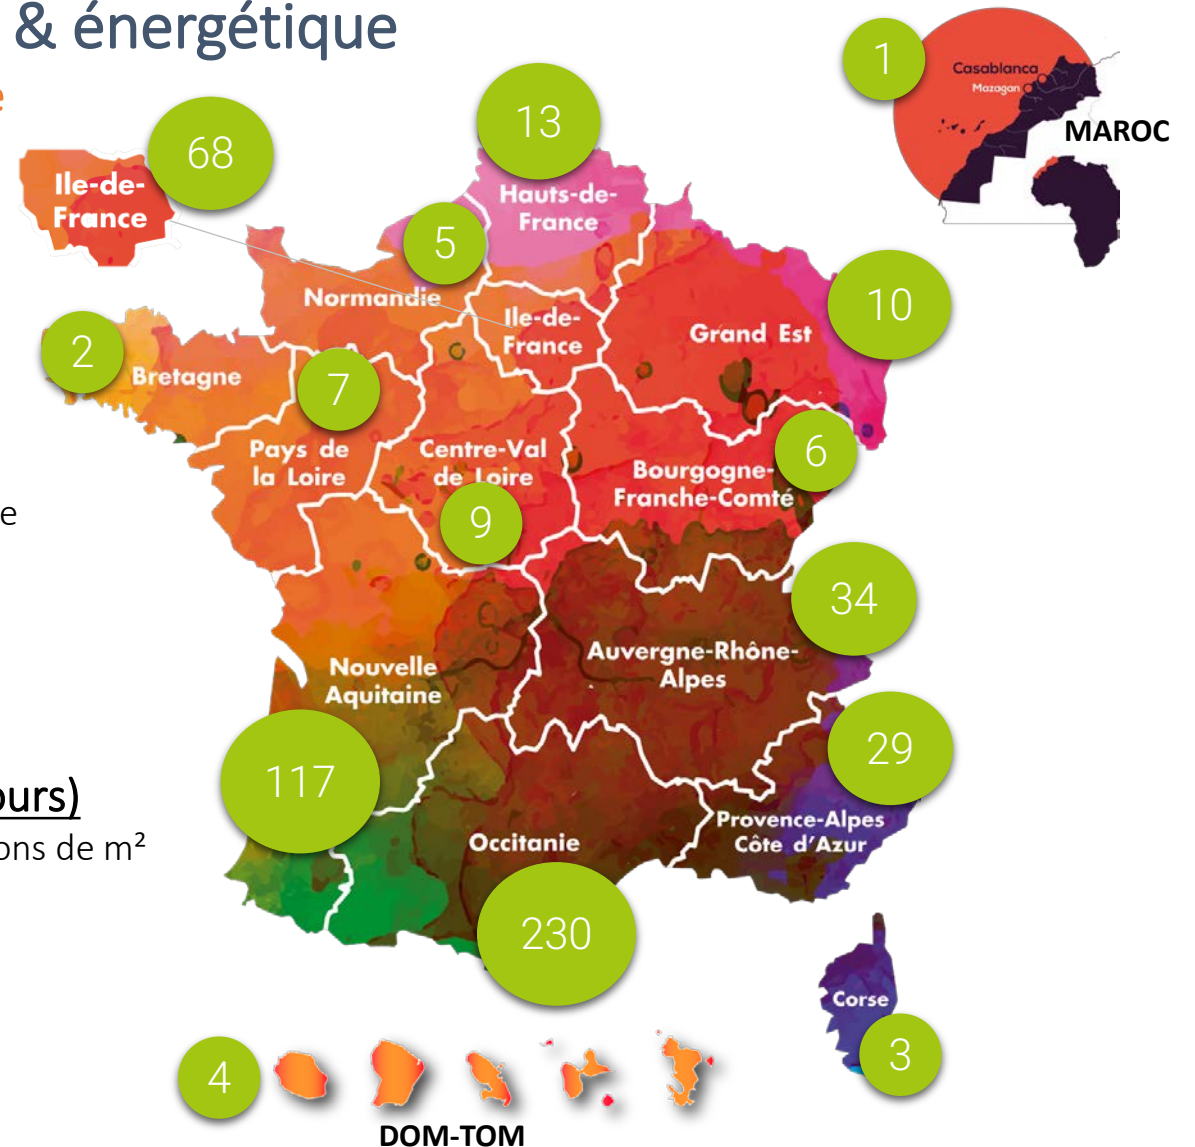 & énergétique
e
1
Casablanca
Mazagan
MAROC
13
68
Ile-de-
France
Hauts-de-
France
5
10
Normandie
Ile-de-
France
Grand Est
2
Bretagne
7
Pays de
la Loire
Centre-Val
de Loire
6
Bourgogne-
Franche-Comté
9
e
34
Auvergne-Rhône-
Alpes
Nouvelle
Aquitaine
29
117
ours)
ons de m²
Provence-Alpes
Côte d’Azur
Occitanie
230
Corse
3
4
DOM-TOM